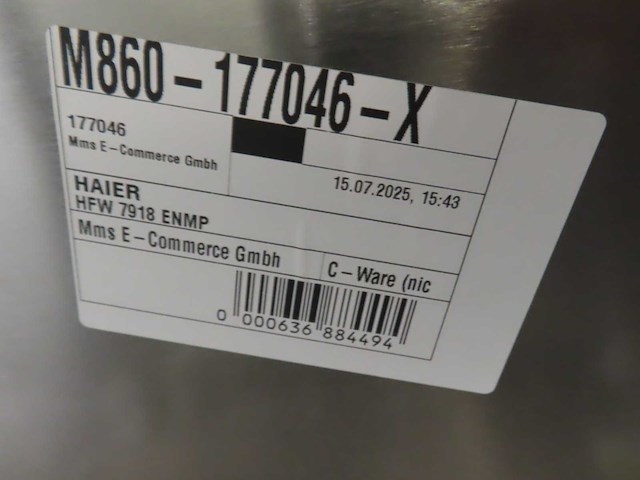 M860-177046-X
177046
Mms E-Commerce Gmbh
15.07.2025, 15:43
HAIER
HFW 7918 ENMP
Mms E-Commerce Gmbh
C-Ware (nic
0 000636 884494